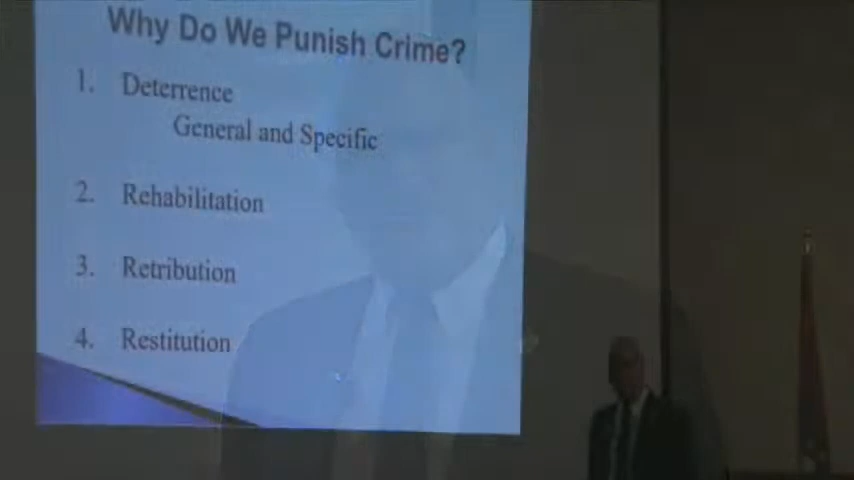 Why Do We Punish Crime?
1. Deterrence
General and Specific
2. Rehabilitation
3. Retribution
4. Restitution